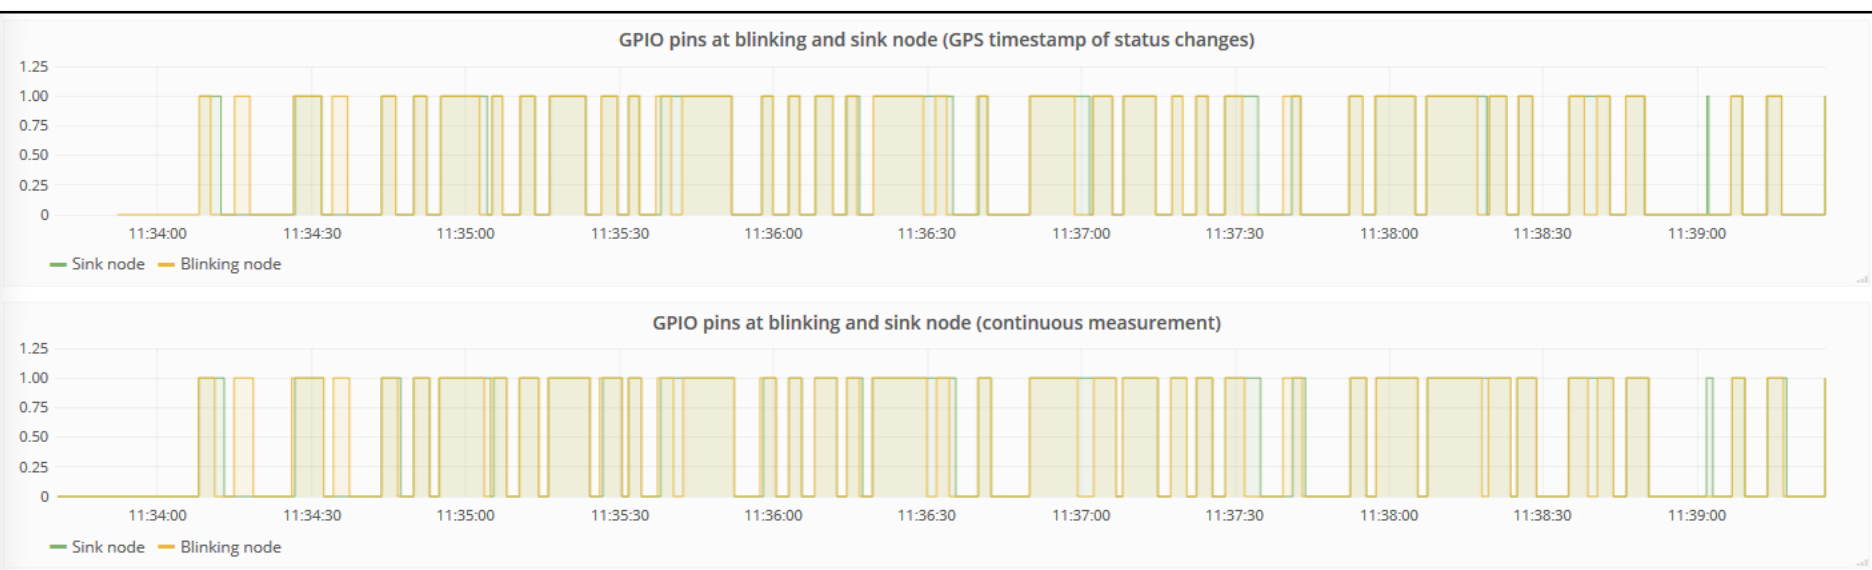 GPIO pins at blinking and sink node (GPS timestamp of status changes)
1.25
1.00
0.75
0.50
0.25
0
11:34:00 11:34:30 11:35:00 11:35:30 11:36:00 11:36:30 11:37:00 11:37:30 11:38:00 11:38:30 11:39:00
Sink node Blinking node
GPIO pins at blinking and sink node (continuous measurement)
1.25
1.00
0.75
0.50
0.25
0
11:34:00 11:34:30 11:35:00 11:35:30 11:36:00 11:36:30 11:37:00 11:37:30 11:38:00 11:38:30 11:39:00
Sink node Blinking node